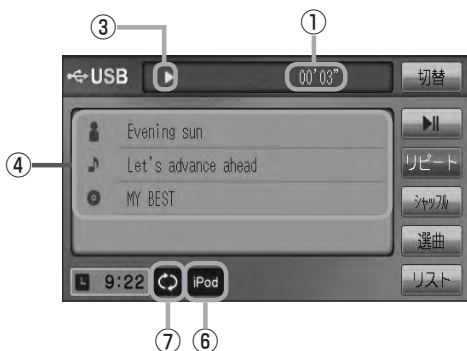 ③
①
USB
00'03"
切替
④
Evening sun
Let's advance ahead
MY BEST
▶II
リピート
シャッフル
選曲
リスト
9:22
iPod
⑦
⑥